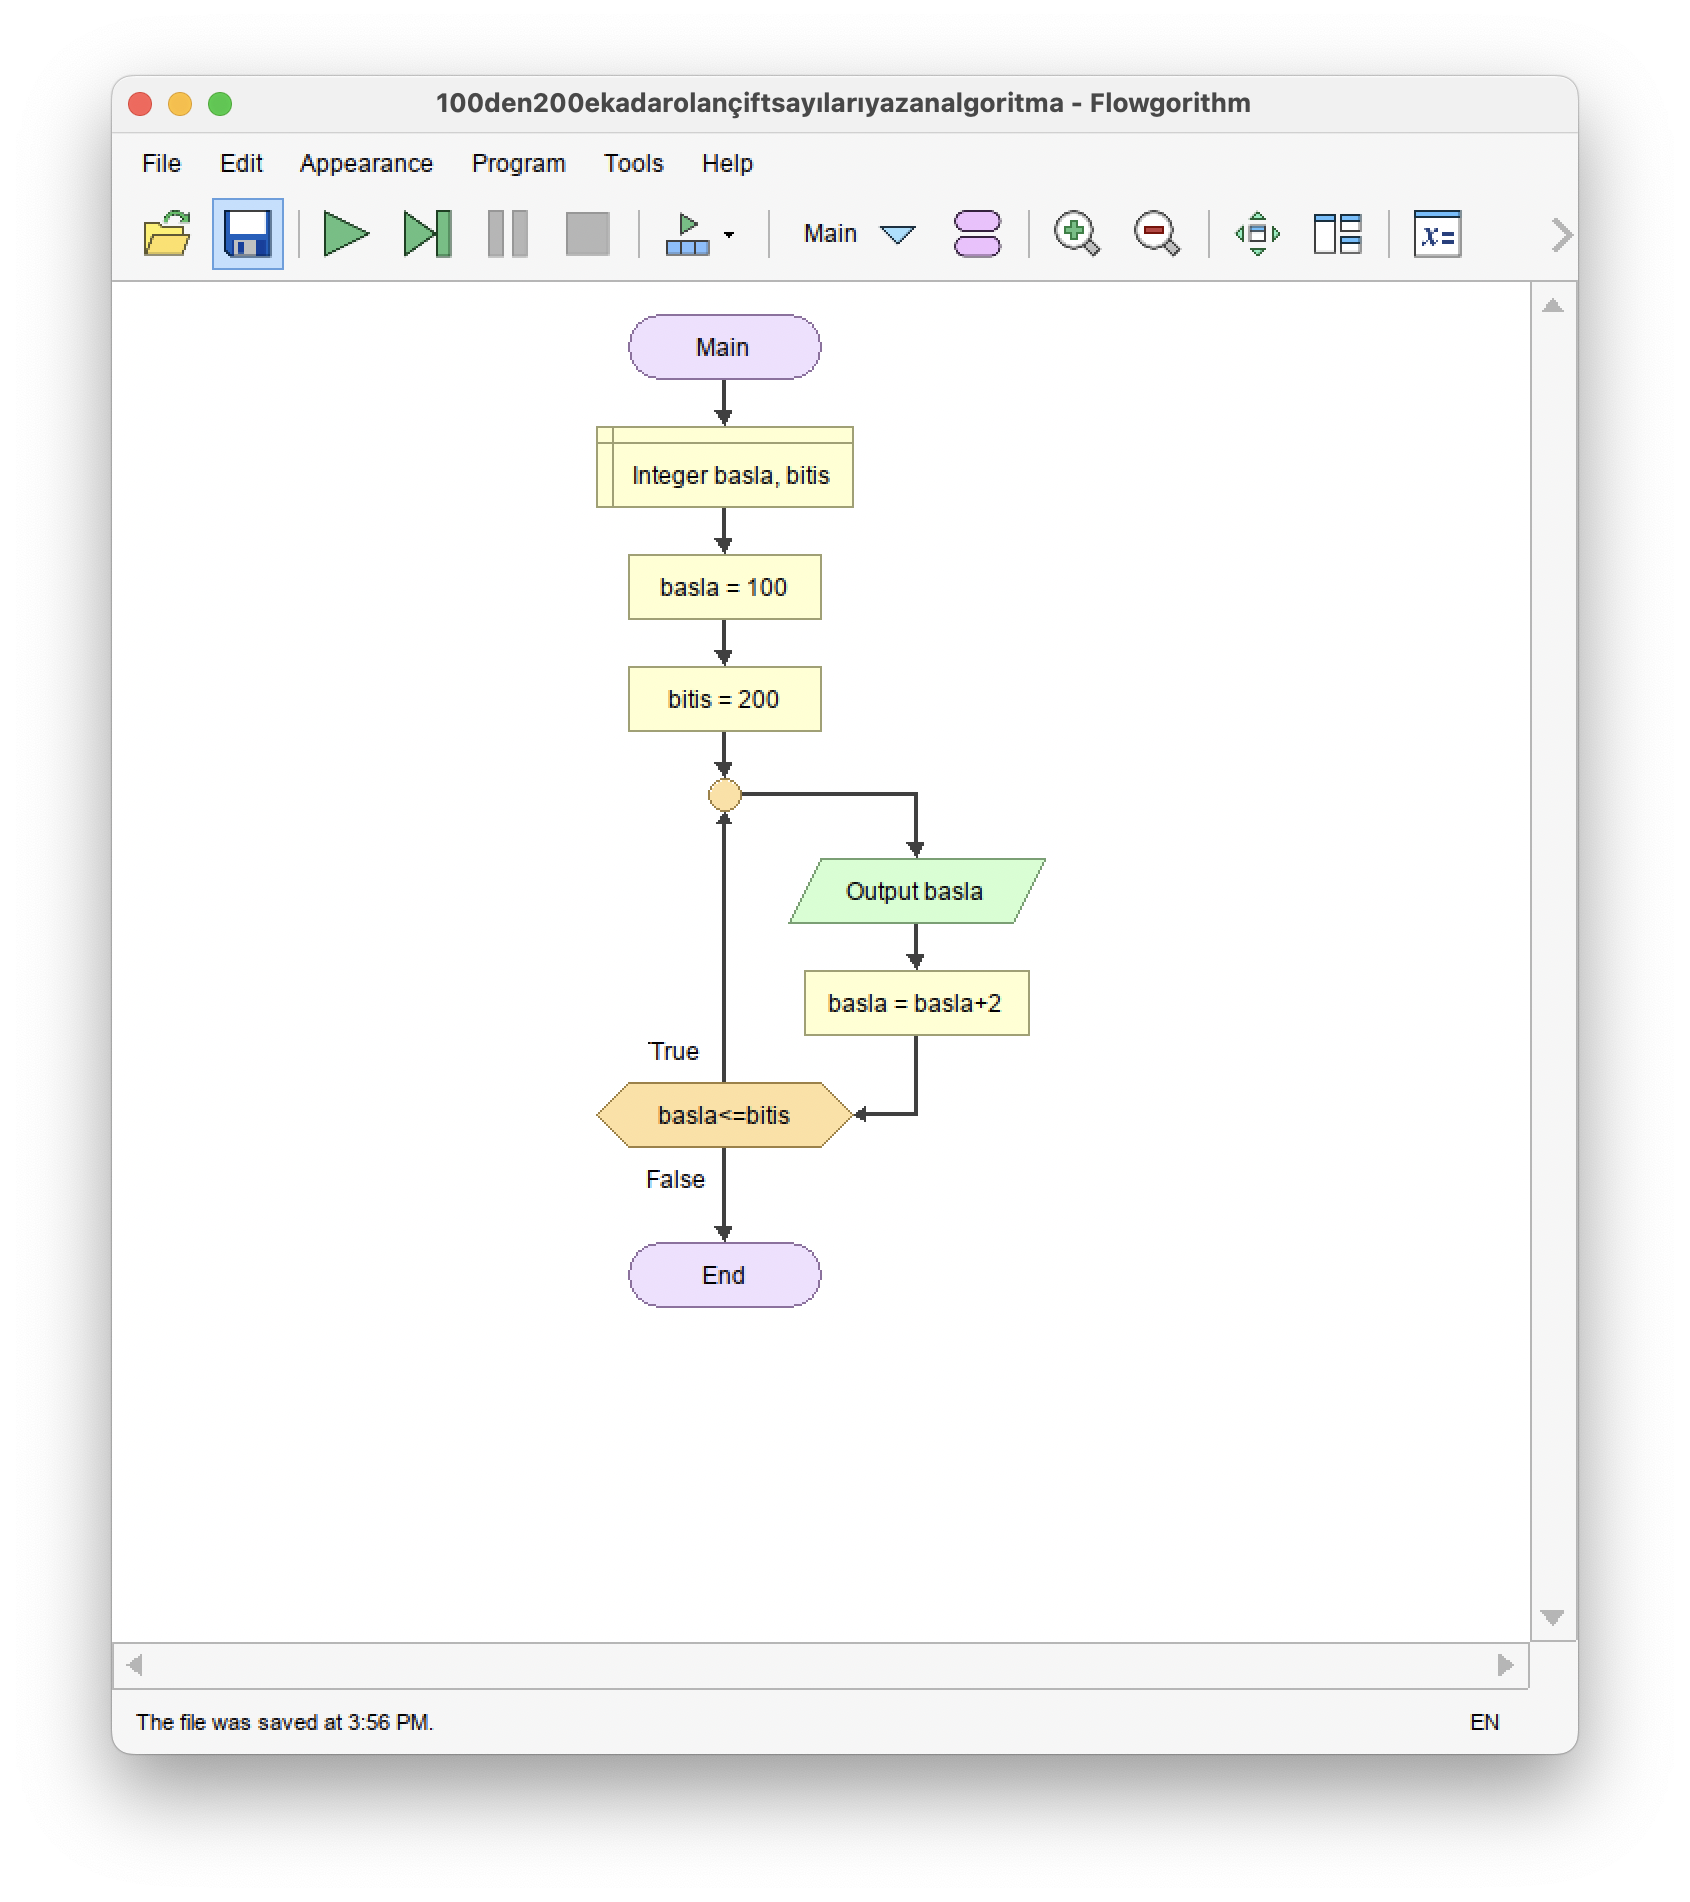 100den200ekadarolançiftsayılarıyazanalgoritma - Flowgorithm
File Edit Appearance Program Tools Help
Main
x=
Main
Integer basla, bitis
basla = 100
bitis = 200
Output basla
basla = basla+2
True
basla<=bitis
False
End
The file was saved at 3:56 PM.
EN